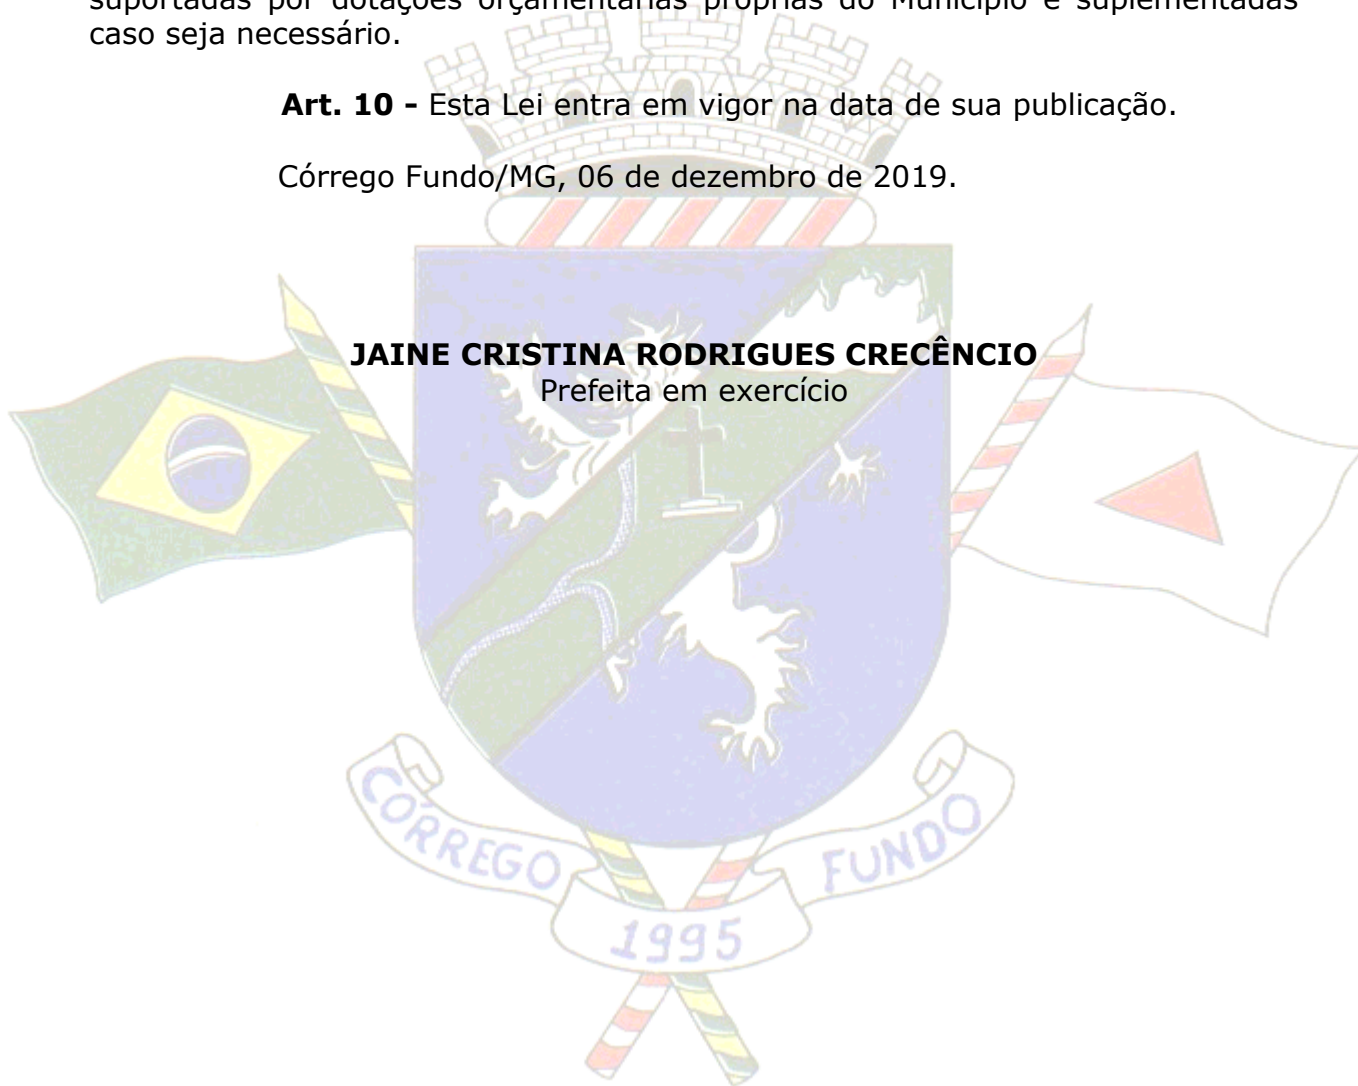 suportadas por dotações orçamentárias próprias do Município e suplementadas
caso seja necessário.
Art. 10 - Esta Lei entra em vigor na data de sua publicação.
Córrego Fundo/MG, 06 de dezembro de 2019.
JAINE CRISTINA RODRIGUES CRECÊNCIO
Prefeita em exercício
CÓRREGO FUNDO
1995